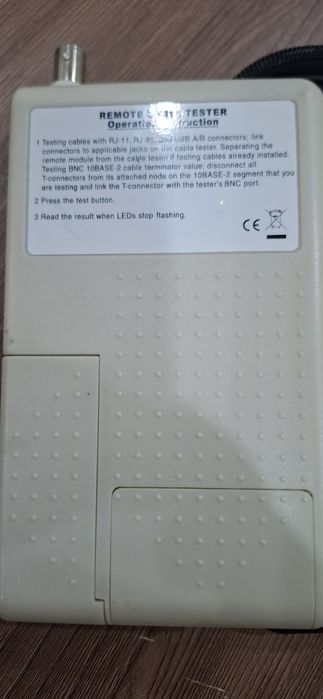 REMOTE CABLE TESTER
Operation Instruction
1 Testing cables with RJ-11, RJ-45, and USB A/B connectors; link
connectors to applicable jacks on the cable tester. Separating the
remote module from the cable tester if testing cables already installed.
Testing BNC 10BASE-2 cable terminator value; disconnect all
T-connectors from its attached node on the 10BASE-2 segment that you
are testing and link the T-connector with the tester's BNC port.
2 Press the test button.
3 Read the result when LEDs stop flashing.
CE